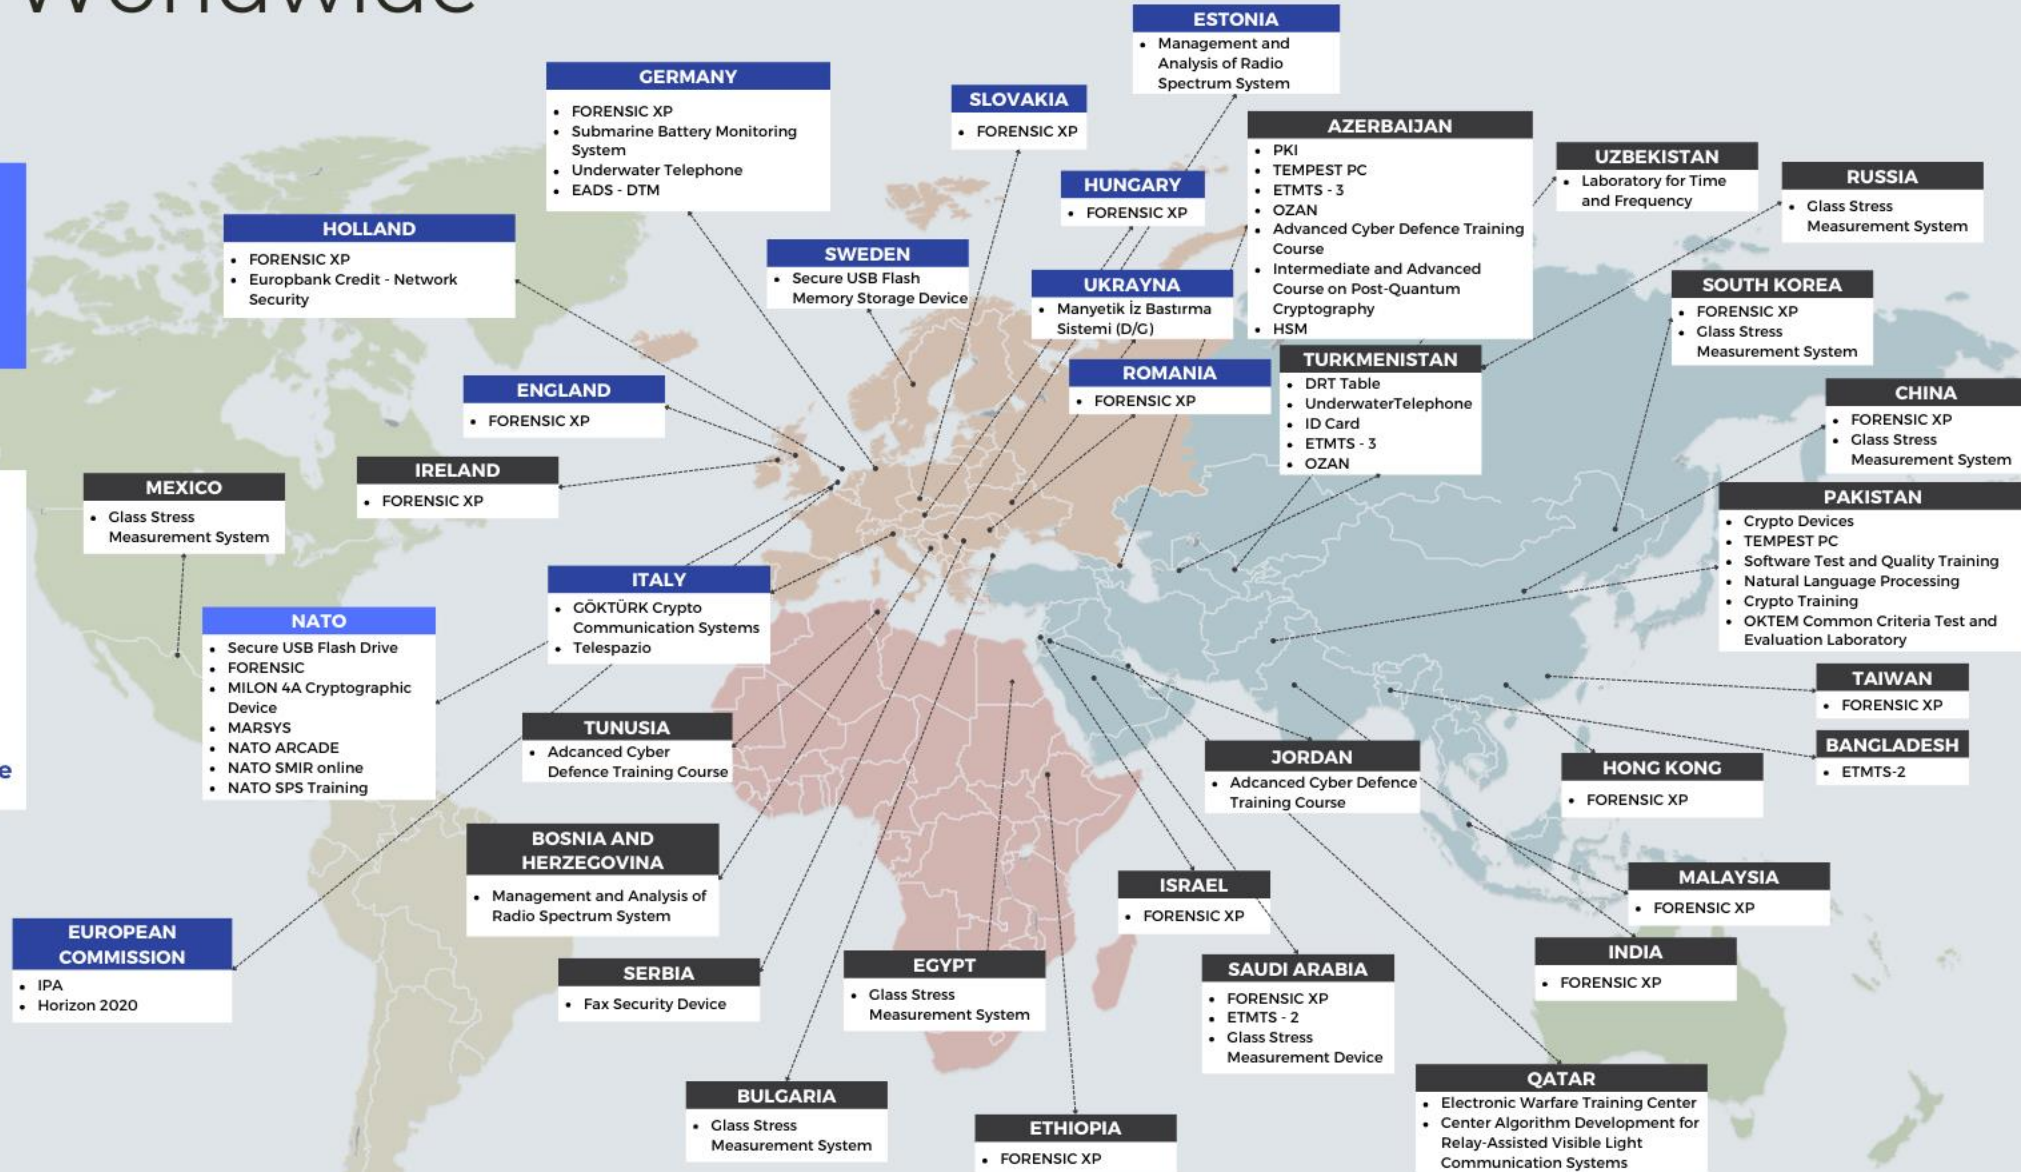 Worldwide
ESTONIA
• Management and
Analysis of Radio
Spectrum System
GERMANY
• FORENSIC XP
• Submarine Battery Monitoring
System
• Underwater Telephone
• EADS - DTM
SLOVAKIA
• FORENSIC XP
AZERBAIJAN
• PKI
• TEMPEST PC
• ETMTS - 3
• OZAN
• Advanced Cyber Defence Training
Course
• Intermediate and Advanced
Course on Post-Quantum
Cryptography
• HSM
UZBEKISTAN
• Laboratory for Time
and Frequency
RUSSIA
• Glass Stress
Measurement System
HUNGARY
• FORENSIC XP
HOLLAND
• FORENSIC XP
• Europbank Credit - Network
Security
SWEDEN
• Secure USB Flash
Memory Storage Device
UKRAYNA
• Manyetik İz Bastırma
Sistemi (D/G)
SOUTH KOREA
• FORENSIC XP
• Glass Stress
Measurement System
TURKMENISTAN
• DRT Table
• UnderwaterTelephone
• ID Card
• ETMTS - 3
• OZAN
ROMANIA
• FORENSIC XP
ENGLAND
• FORENSIC XP
CHINA
• FORENSIC XP
• Glass Stress
Measurement System
IRELAND
• FORENSIC XP
MEXICO
• Glass Stress
Measurement System
PAKISTAN
• Crypto Devices
• TEMPEST PC
• Software Test and Quality Training
• Natural Language Processing
• Crypto Training
• OKTEM Common Criteria Test and
Evaluation Laboratory
ITALY
• GÖKTÜRK Crypto
Communication Systems
• Telespazio
NATO
• Secure USB Flash Drive
• FORENSIC
• MILON 4A Cryptographic
Device
• MARSYS
• NATO ARCADE
• NATO SMIR online
• NATO SPS Training
TAIWAN
• FORENSIC XP
TUNUSIA
• Adcanced Cyber
Defence Training Course
BANGLADESH
• ETMTS-2
JORDAN
• Adcanced Cyber Defence
Training Course
HONG KONG
• FORENSIC XP
BOSNIA AND
HERZEGOVINA
• Management and Analysis of
Radio Spectrum System
MALAYSIA
• FORENSIC XP
ISRAEL
• FORENSIC XP
EUROPEAN
COMMISSION
• IPA
• Horizon 2020
INDIA
• FORENSIC XP
SERBIA
• Fax Security Device
EGYPT
• Glass Stress
Measurement System
SAUDI ARABIA
• FORENSIC XP
• ETMTS - 2
• Glass Stress
Measurement Device
QATAR
• Electronic Warfare Training Center
• Center Algorithm Development for
Relay-Assisted Visible Light
Communication Systems
BULGARIA
• Glass Stress
Measurement System
ETHIOPIA
• FORENSIC XP